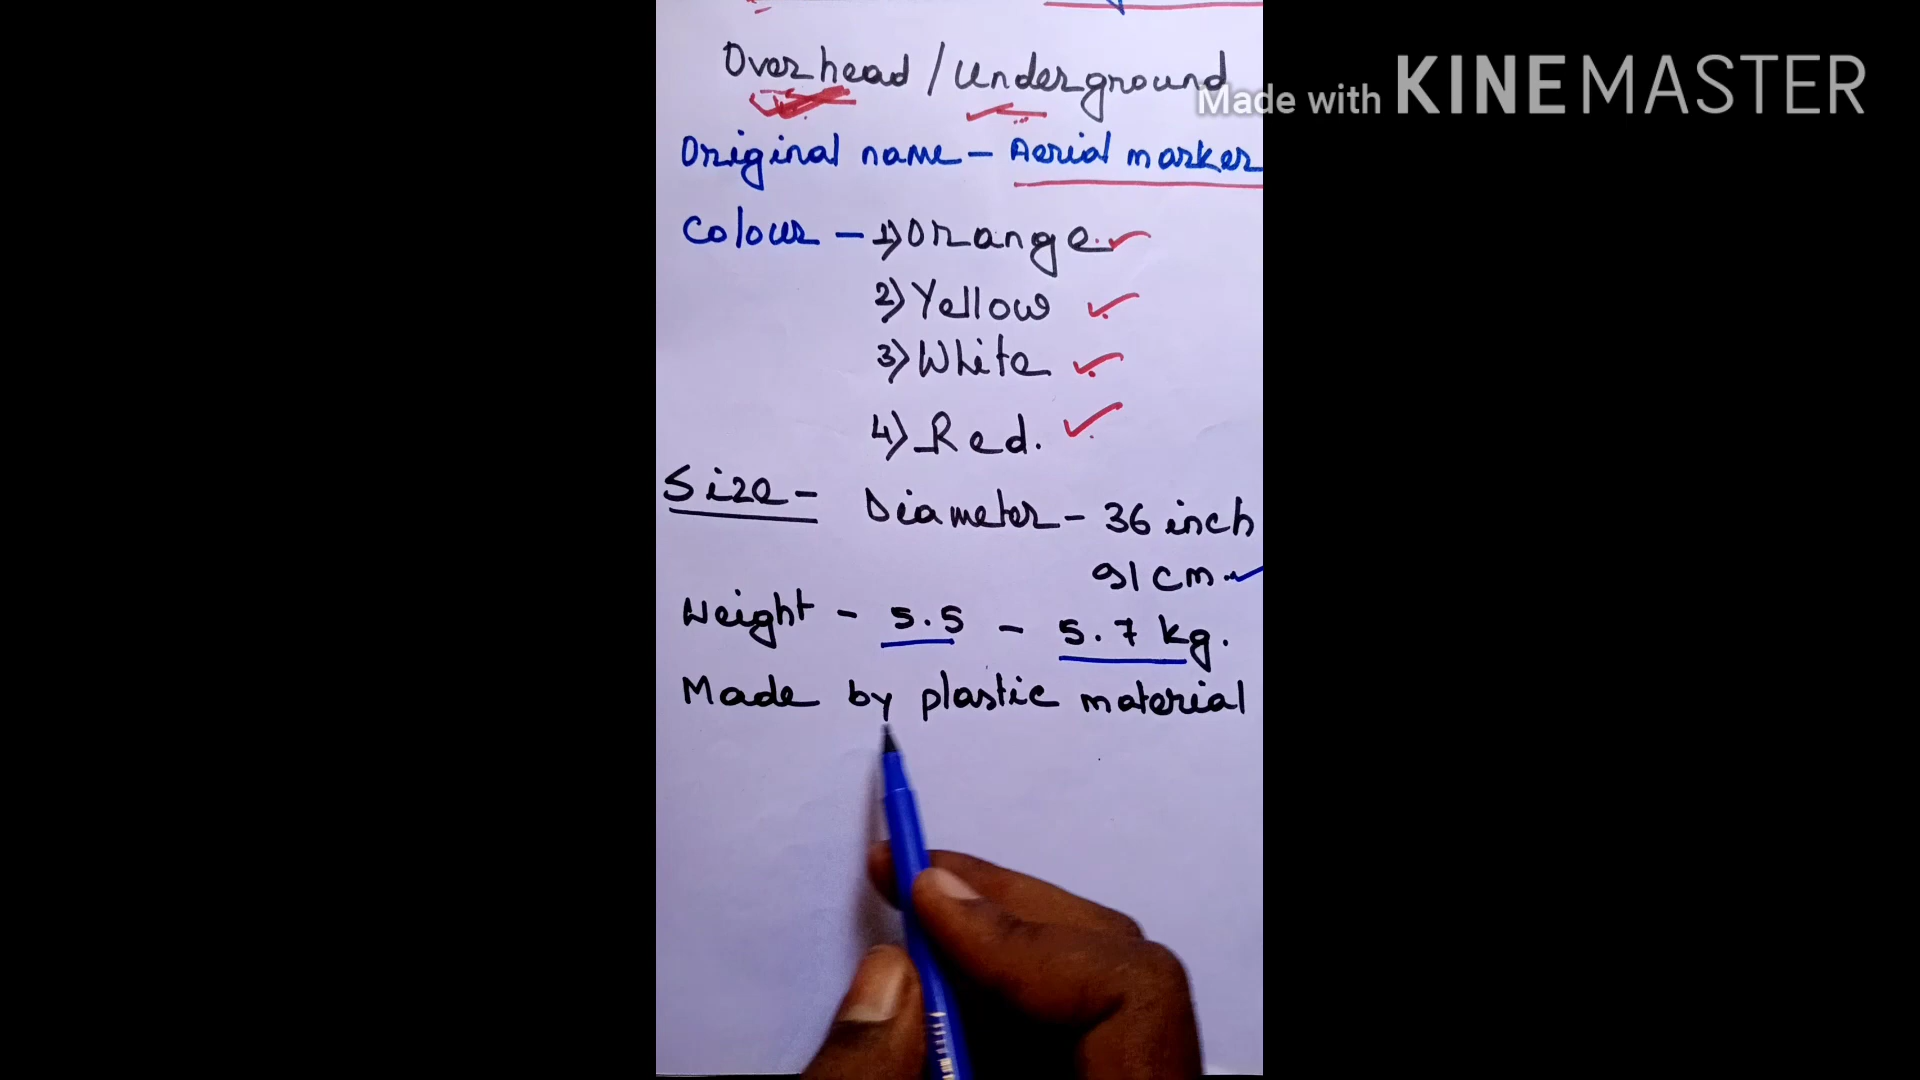 Overhead / Underground
Made with KINEMASTER
Original name - Aerial marker
Colour - 1) Orange
2) Yellow
3) White
4) Red.
Size - Diameter - 36 inch
91 cm
Weight - 5.5 - 5.7 kg.
Made by plastic material